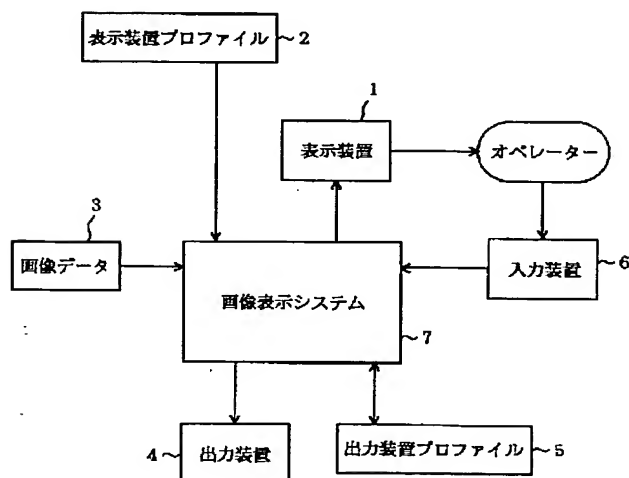 表示装置プロファイル ~2
1
表示装置
オペレーター
3
画像データ
画像表示システム
入力装置
~6
~7
4~ 出力装置
出力装置プロファイル ~5